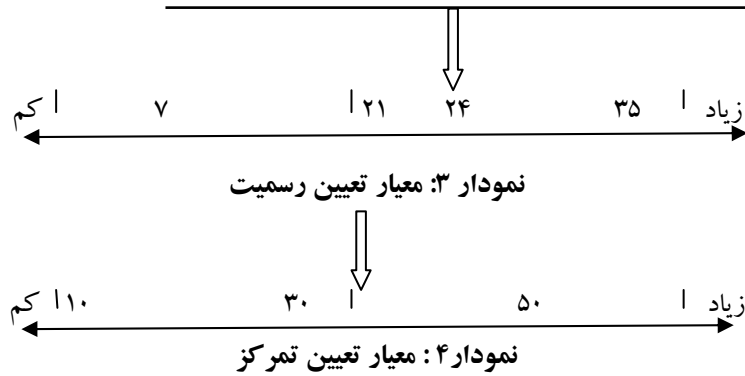 کم ۷ ۲۱ ۲۴ ۳۵ زیاد
نمودار ۳: معیار تعیین رسمیت
کم ۱۰ ۳۰ ۵۰ زیاد
نمودار۴ : معیار تعیین تمرکز